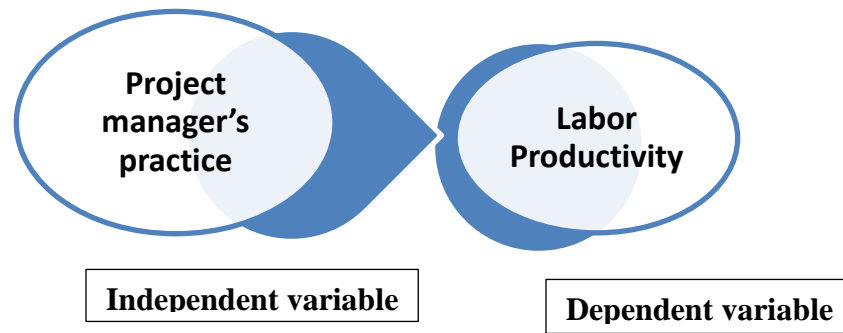 Project
manager’s
practice
Labor
Productivity
Independent variable
Dependent variable